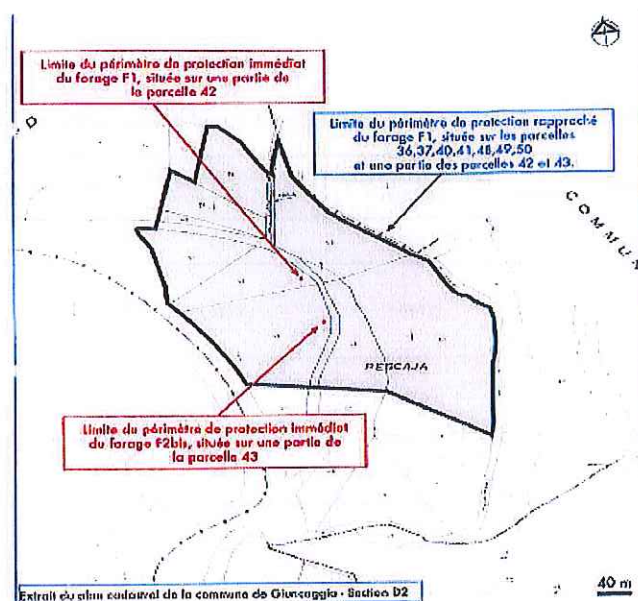 Limite du périmètre de protection immédiat
du forage F1, située sur une partie de
la parcelle 42
Limite du périmètre de protection rapproché
du forage F1, située sur les parcelles
36,37,40,41,48,49,50
et une partie des parcelles 42 et 43.
COMMUN
PERCAJA
Limite du périmètre de protection immédiat
du forage F2bis, située sur une partie de
la parcelle 43
Extrait du plan cadastral de la commune de Giuncaggio - Section D2
40 m